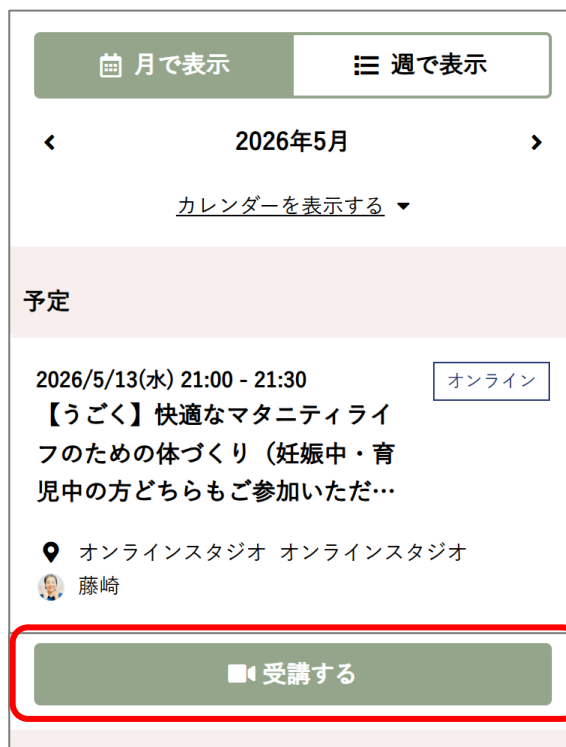 月で表示 週で表示
2026年5月
カレンダーを表示する
予定
2026/5/13(水) 21:00 - 21:30 オンライン
【うごく】快適なマタニティライ
フのための体づくり（妊娠中・育
児中の方どちらもご参加いただ…
オンラインスタジオ オンラインスタジオ
藤崎
受講する